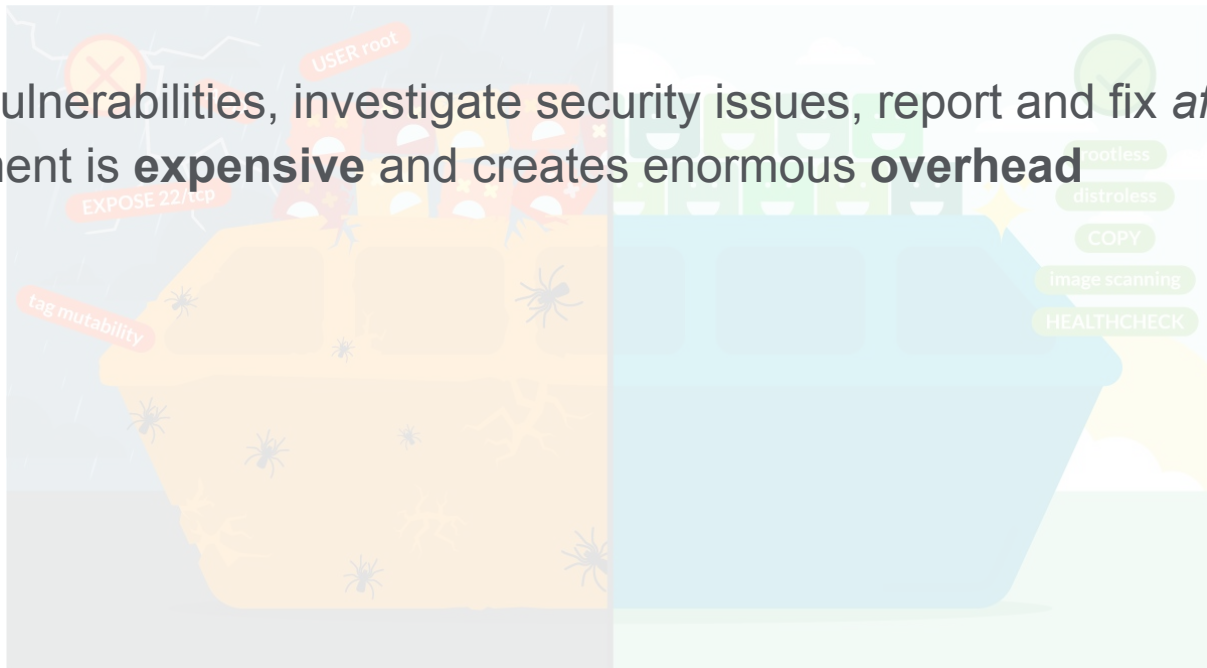 USER root
ulnerabilities, investigate security issues, report and fix
ent is expensive and creates enormous overhead
rootless
EXPOSE 22/tcp
distroless
COPY
image scanning
tag mutability
HEALTHCHECK